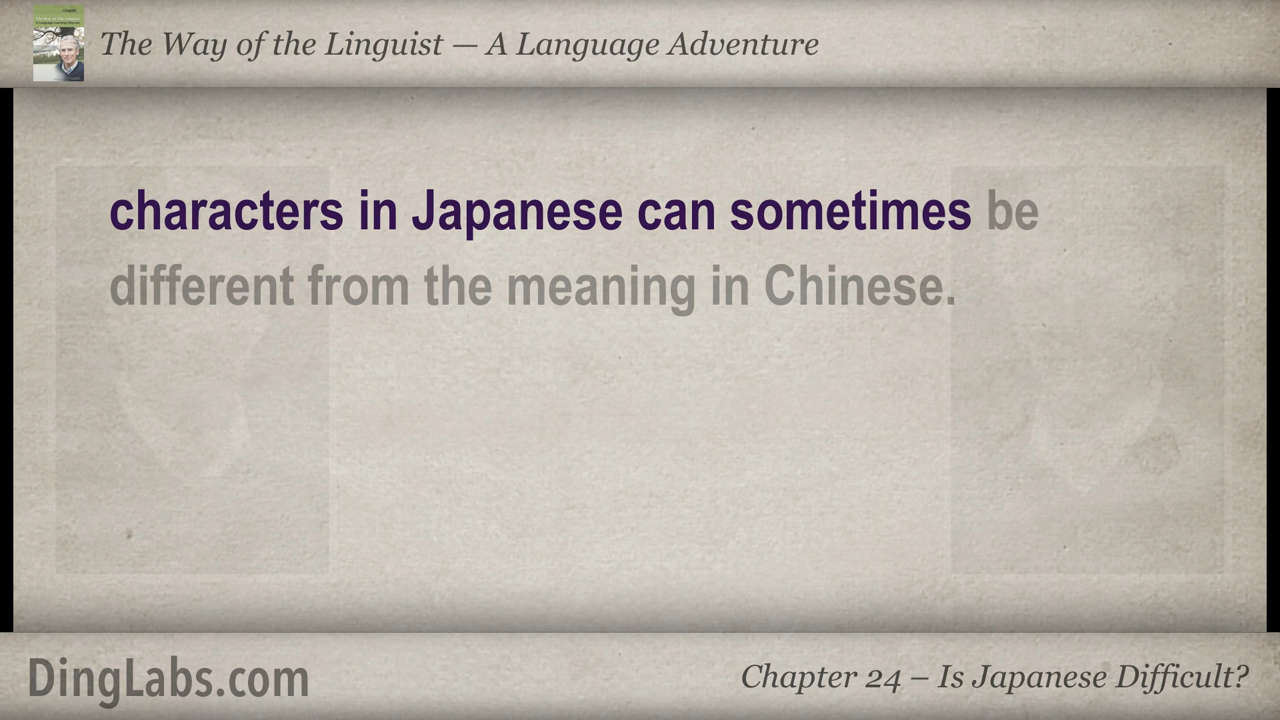 The Way of the Linguist — A Language Adventure
characters in Japanese can sometimes be
different from the meaning in Chinese.
DingLabs.com
Chapter 24 – Is Japanese Difficult?